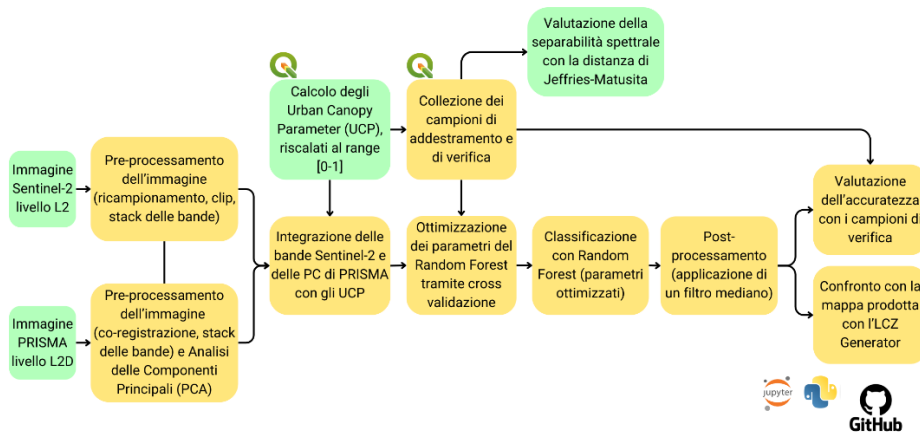 Valutazione della
separabilità spettrale
con la distanza di
Jeffries-Matusita
Calcolo degli
Urban Canopy
Parameter (UCP),
riscalati al range
[0-1]
Collezione dei
campioni di
addestramento e
di verifica
Immagine
Sentinel-2
livello L2
Pre-processamento
dell'immagine
(ricampionamento, clip,
stack delle bande)
Integrazione delle
bande Sentinel-2 e
delle PC di PRISMA
con gli UCP
Ottimizzazione
dei parametri del
Random Forest
tramite cross
validazione
Classificazione
con Random
Forest (parametri
ottimizzati)
Post-
processamento
(applicazione di
un filtro mediano)
Valutazione
dell'accuratezza
con i campioni di
verifica
Immagine
PRISMA
livello L2D
Pre-processamento
dell'immagine
(co-registrazione, stack
delle bande) e Analisi
delle Componenti
Principali (PCA)
Confronto con la
mappa prodotta
con l'LCZ
Generator
jupyter
GitHub